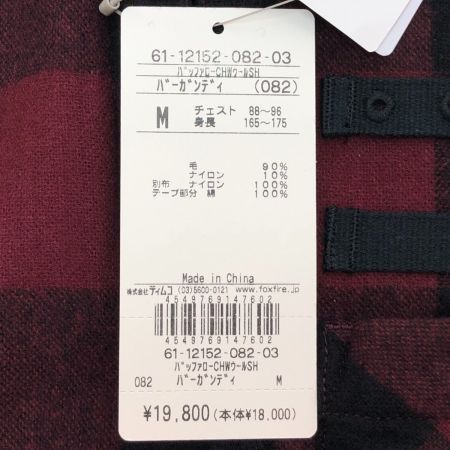 61-12152-082-03
ﾊﾞｯﾌｧﾛｰCHWｳｰﾙSH
ﾊﾞｰｶﾞﾝﾃﾞｨ (082)
M チェスト 88〜96
身長 165〜175
毛 90%
ナイロン 10%
別布 ナイロン 100%
テープ部分 綿 100%
Made in China
株式会社ティムコ (03)5600-0121 www.foxfire.jp
4549769147602
4549769147602
61-12152-082-03
ﾊﾞｯﾌｧﾛｰCHWｳｰﾙSH
082 ﾊﾞｰｶﾞﾝﾃﾞｨ M
¥19,800(本体¥18,000)